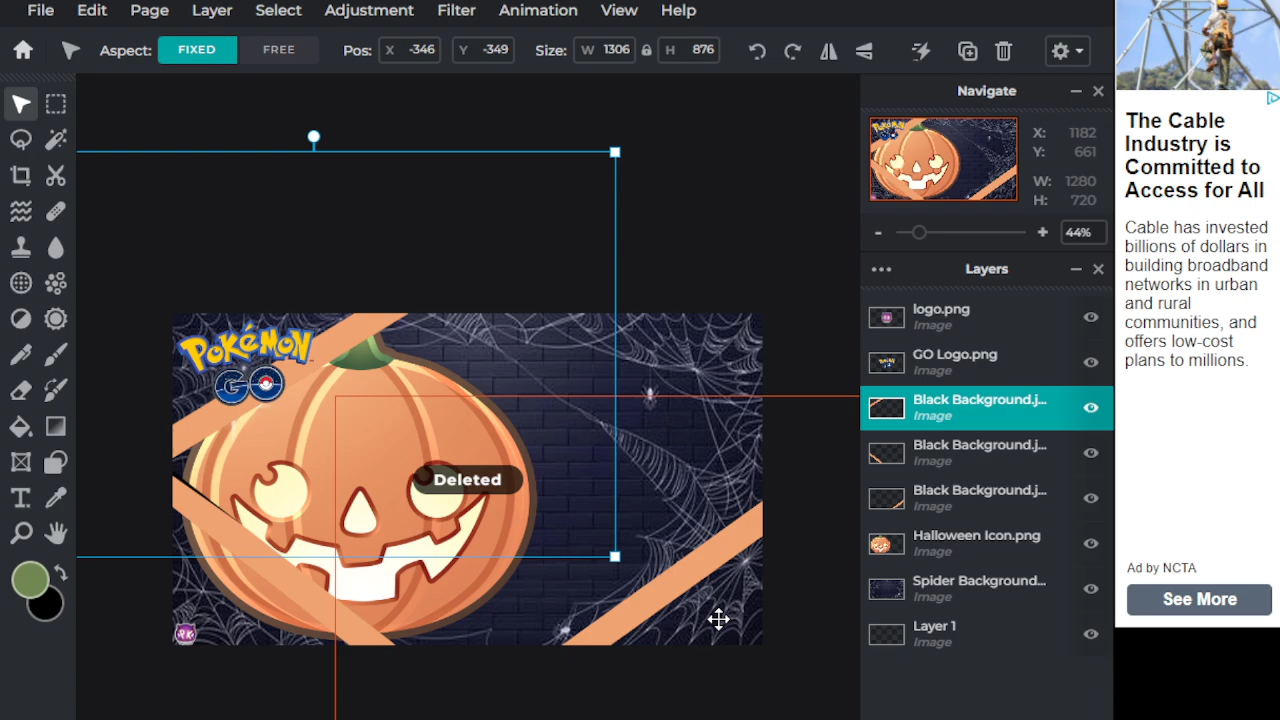 File Edit Page Layer Select Adjustment Filter Animation View Help
Aspect: FIXED FREE Pos: X -346 Y -349 Size: W 1306 H 876
Navigate
X: 1182
Y: 661
W: 1280
H: 720
- + 44%
Layers
logo.png
Image
GO Logo.png
Image
Black Background.j...
Image
Black Background.j...
Image
Black Background.j...
Image
Halloween Icon.png
Image
Spider Background...
Image
Layer 1
Image
POKéMON
GO
Deleted
PK
The Cable
Industry is
Committed to
Access for All
Cable has invested
billions of dollars in
building broadband
networks in urban
and rural
communities, and
offers low-cost
plans to millions.
Ad by NCTA
See More